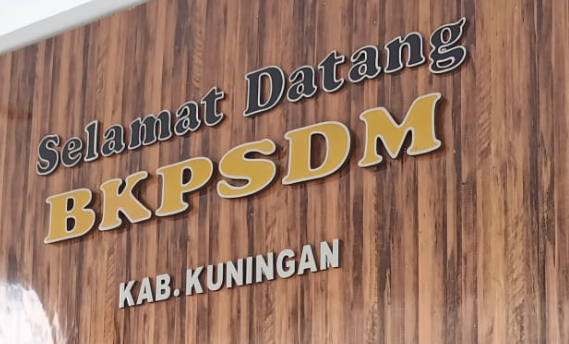 Selamat Datang
BKPSDM
KAB. KUNINGAN